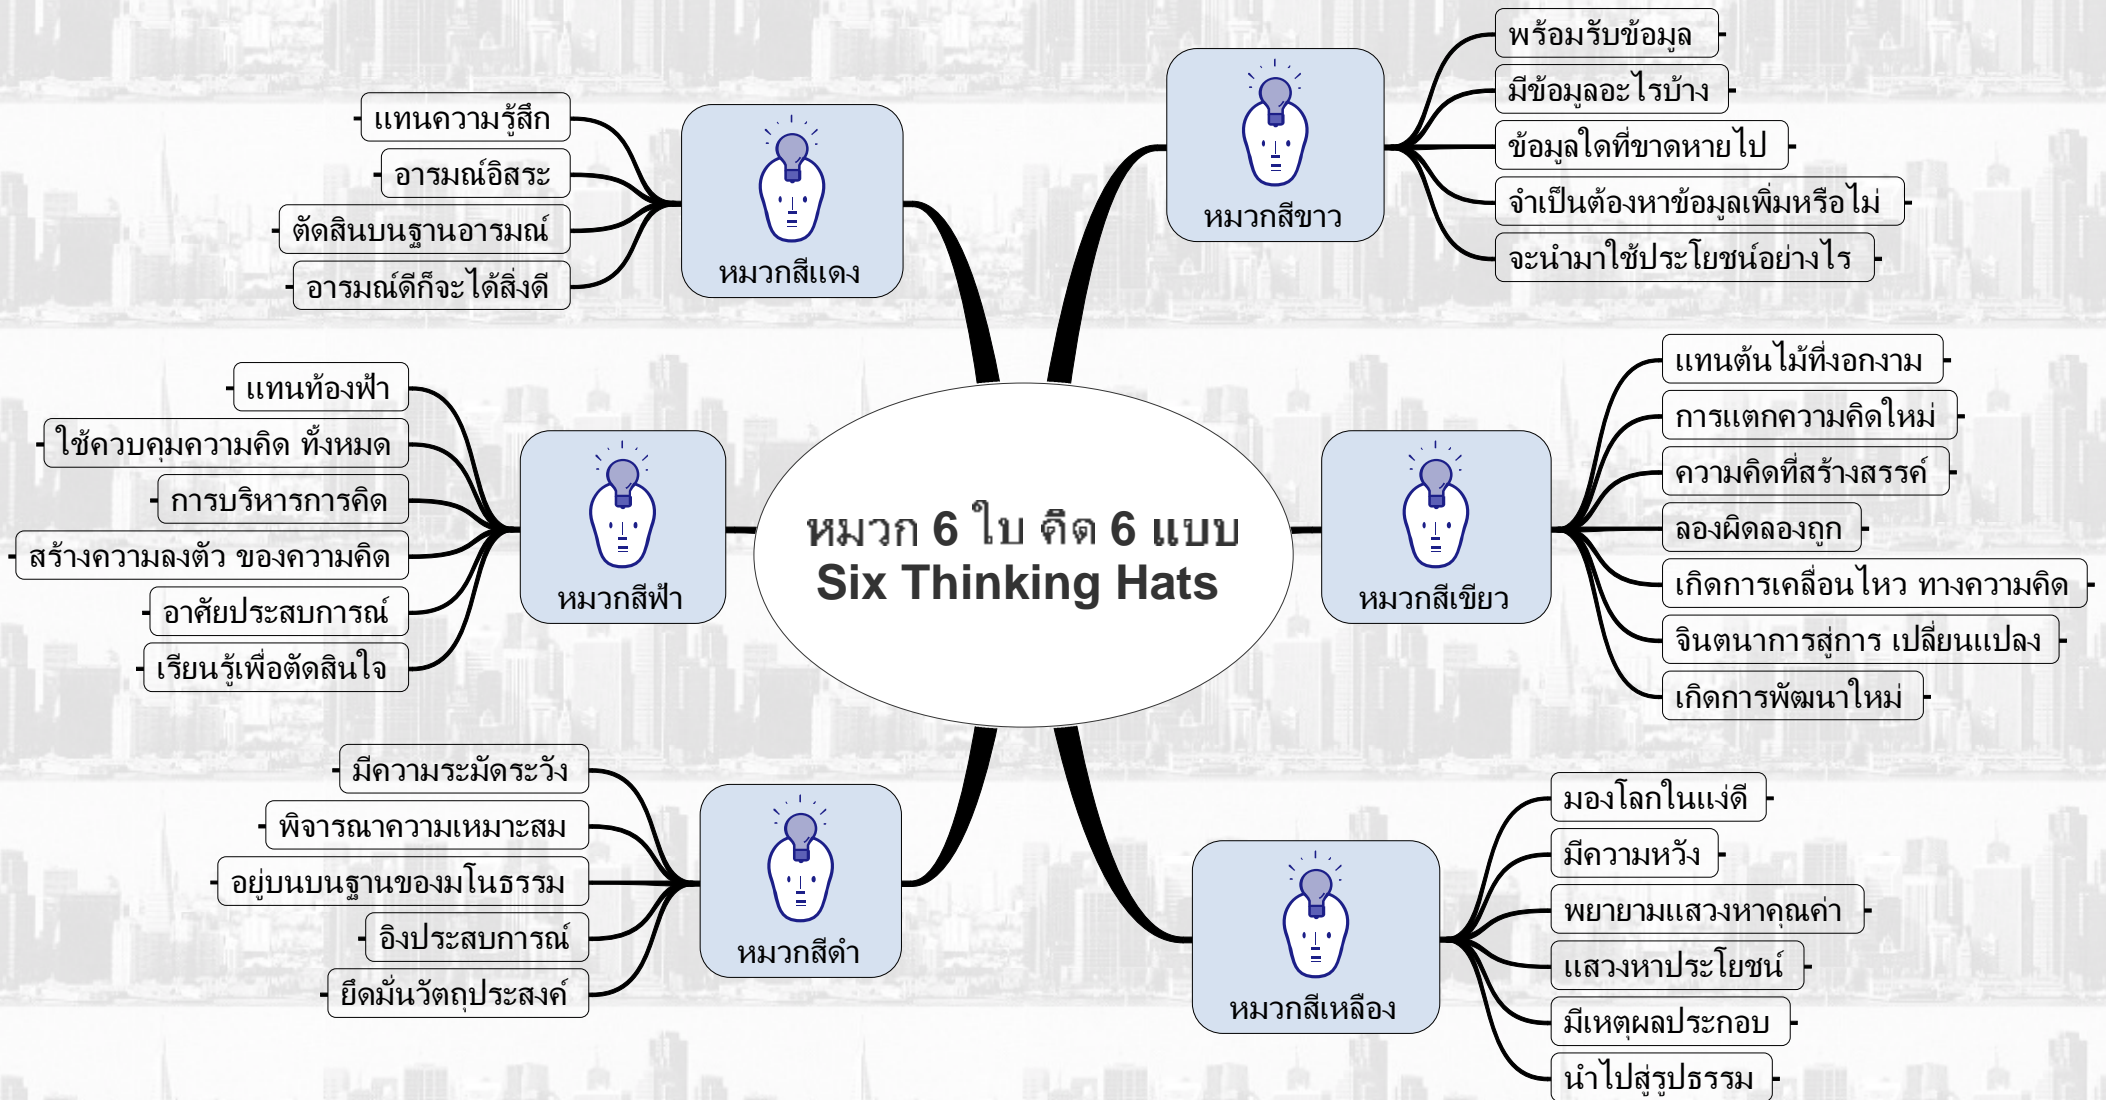 หมวก 6 ใบ คิด 6 แบบ
Six Thinking Hats
หมวกสีขาว
พร้อมรับข้อมูล
มีข้อมูลอะไรบ้าง
ข้อมูลใดที่ขาดหายไป
จำเป็นต้องหาข้อมูลเพิ่มหรือไม่
จะนำมาใช้ประโยชน์อย่างไร
หมวกสีเขียว
แทนต้นไม้ที่งอกงาม
การแตกความคิดใหม่
ความคิดที่สร้างสรรค์
ลองผิดลองถูก
เกิดการเคลื่อนไหว ทางความคิด
จินตนาการสู่การ เปลี่ยนแปลง
เกิดการพัฒนาใหม่
หมวกสีเหลือง
มองโลกในแง่ดี
มีความหวัง
พยายามแสวงหาคุณค่า
แสวงหาประโยชน์
มีเหตุผลประกอบ
นำไปสู่รูปธรรม
หมวกสีดำ
มีความระมัดระวัง
พิจารณาความเหมาะสม
อยู่บนบนฐานของมโนธรรม
อิงประสบการณ์
ยึดมั่นวัตถุประสงค์
หมวกสีฟ้า
แทนท้องฟ้า
ใช้ควบคุมความคิด ทั้งหมด
การบริหารการคิด
สร้างความลงตัว ของความคิด
อาศัยประสบการณ์
เรียนรู้เพื่อตัดสินใจ
หมวกสีแดง
แทนความรู้สึก
อารมณ์อิสระ
ตัดสินบนฐานอารมณ์
อารมณ์ดีก็จะได้สิ่งดี